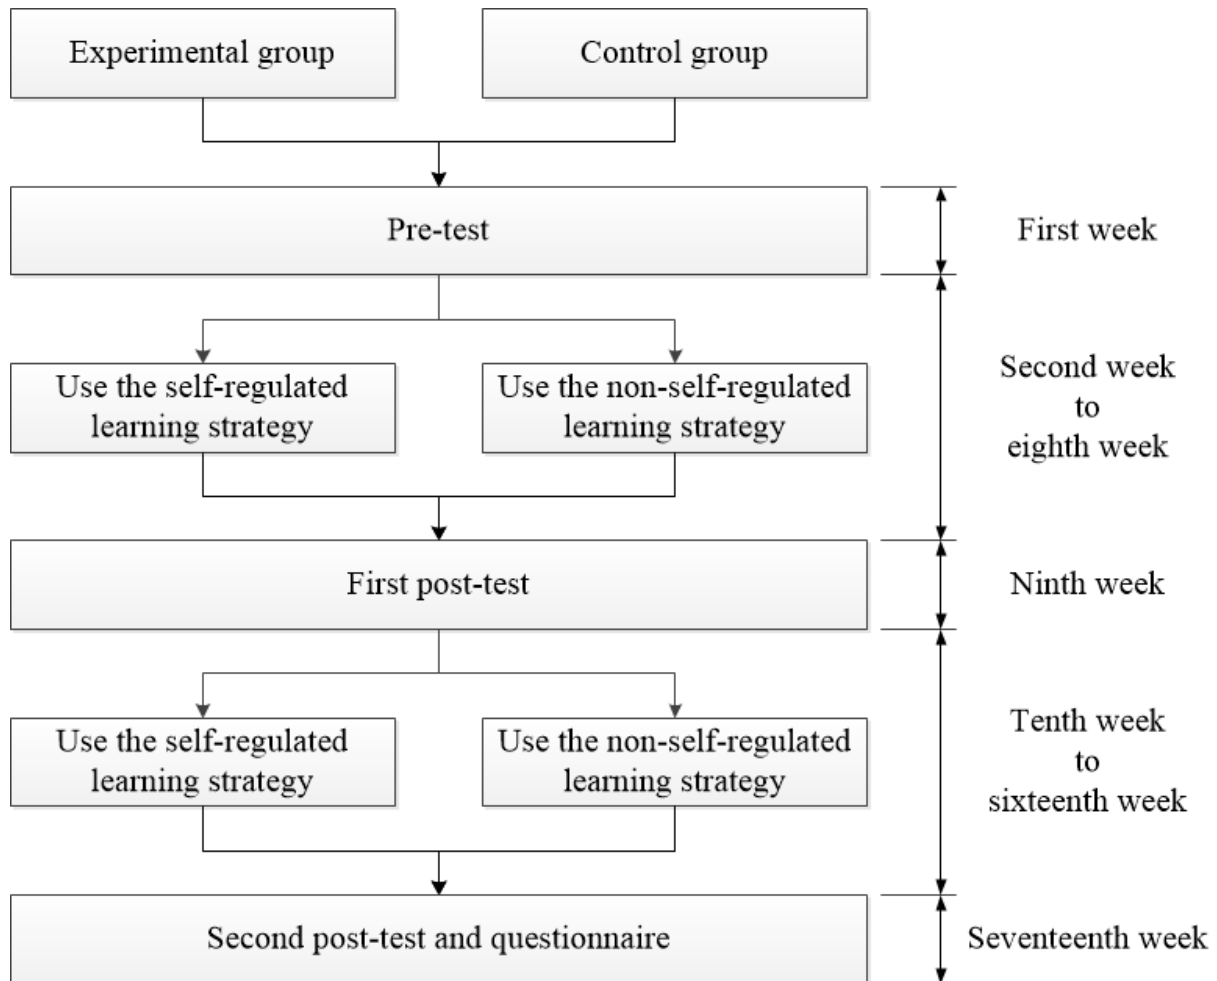 Experimental group
Control group
Pre-test
First week
Use the self-regulated
learning strategy
Use the non-self-regulated
learning strategy
Second week
to
eighth week
First post-test
Ninth week
Use the self-regulated
learning strategy
Use the non-self-regulated
learning strategy
Tenth week
to
sixteenth week
Second post-test and questionnaire
Seventeenth week